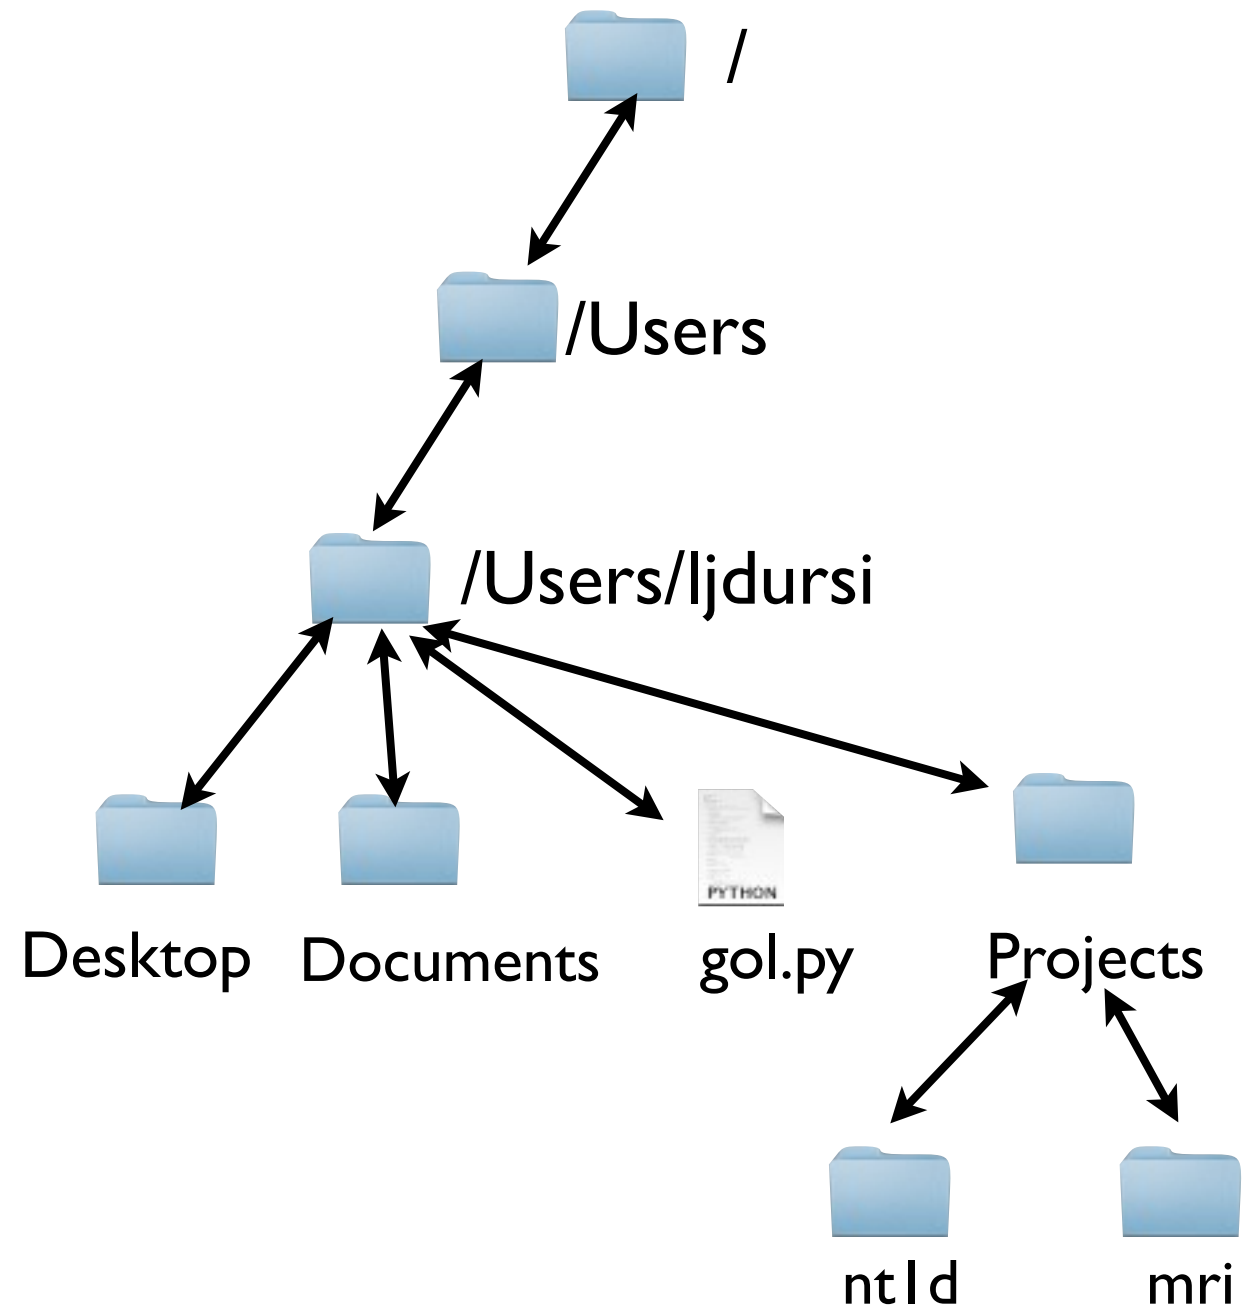 /
/Users
/Users/ljdursi
PYTHON
Desktop
Documents
gol.py
Projects
nt1d
mri